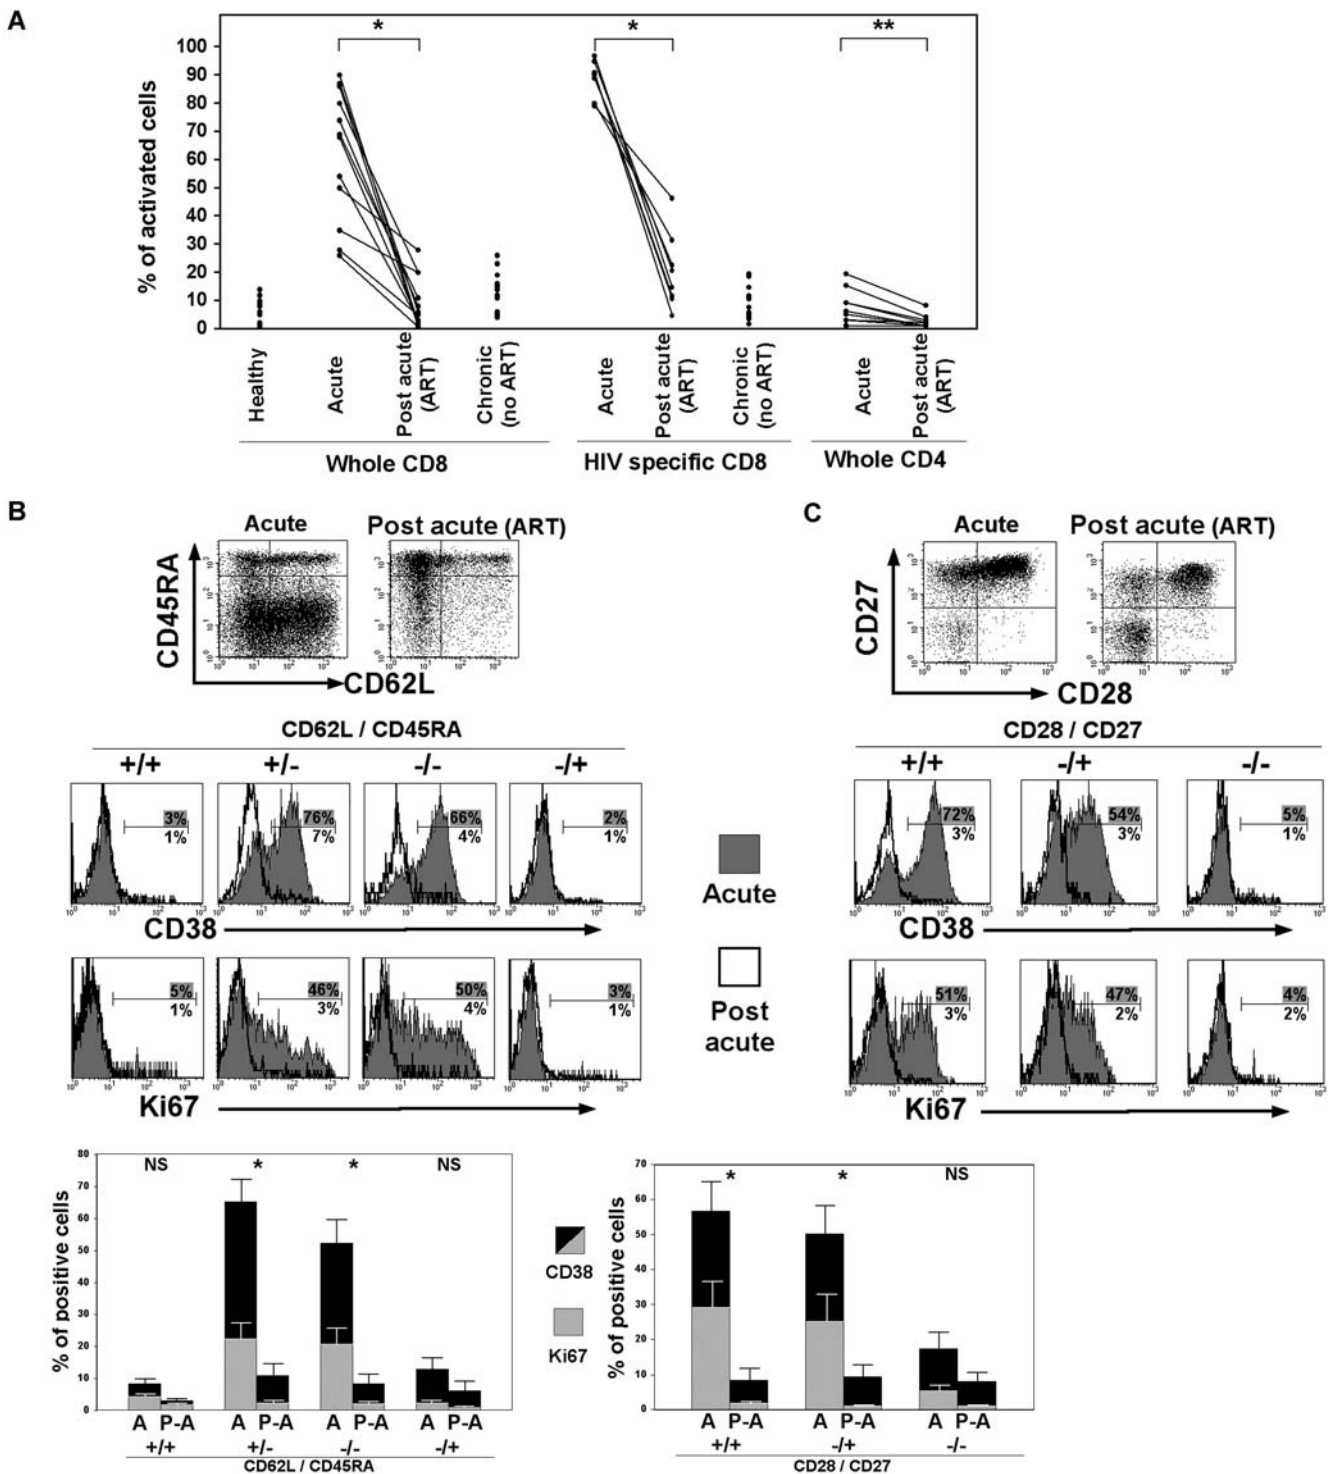 A
* * **
100
90
80
70
60
50
40
30
20
10
0
% of activated cells
Healthy
Acute
Post acute (ART)
Chronic (no ART)
Acute
Post acute (ART)
Chronic (no ART)
Acute
Post acute (ART)
Whole CD8
HIV specific CD8
Whole CD4
B
Acute
Post acute (ART)
CD45RA
CD62L
CD62L / CD45RA
+/+ +/- -/- -/+
3% 76% 66% 2%
1% 7% 4% 1%
CD38
5% 46% 50% 3%
1% 3% 4% 1%
Ki67
Acute
Post
acute
C
Acute
Post acute (ART)
CD27
CD28
CD28 / CD27
+/+ -/+ -/-
72% 54% 5%
3% 3% 1%
CD38
51% 47% 4%
3% 2% 2%
Ki67
80
70
60
50
40
30
20
10
0
% of positive cells
NS * * NS
A P-A A P-A A P-A A P-A
+/+ +/- -/- -/+
CD62L / CD45RA
CD38
Ki67
70
60
50
40
30
20
10
0
% of positive cells
* * NS
A P-A A P-A A P-A
+/+ -/+ -/-
CD28 / CD27